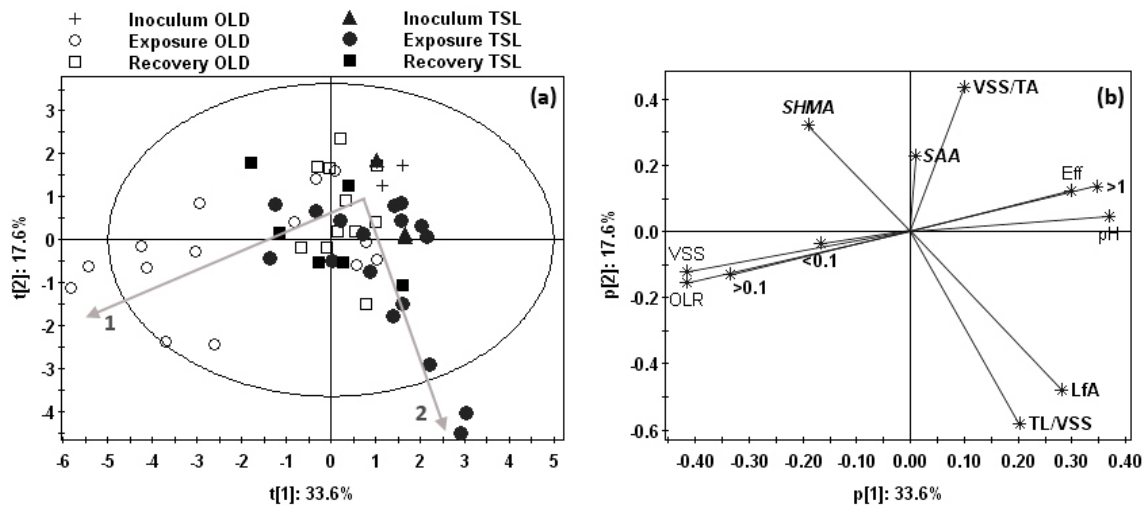 + Inoculum OLD ▲ Inoculum TSL
○ Exposure OLD ● Exposure TSL
□ Recovery OLD ■ Recovery TSL
(a)
t[2]: 17.6%
3
2
1
0
-1
-2
-3
-4
1
2
-6 -5 -4 -3 -2 -1 0 1 2 3 4 5
t[1]: 33.6%
(b)
p[2]: 17.6%
0.4
0.2
0.0
-0.2
-0.4
-0.6
VSS/TA
SHMA
SAA
Eff
>1
pH
VSS
<0.1
OLR
>0.1
LfA
TL/VSS
-0.40 -0.30 -0.20 -0.10 0.00 0.10 0.20 0.30 0.40
p[1]: 33.6%